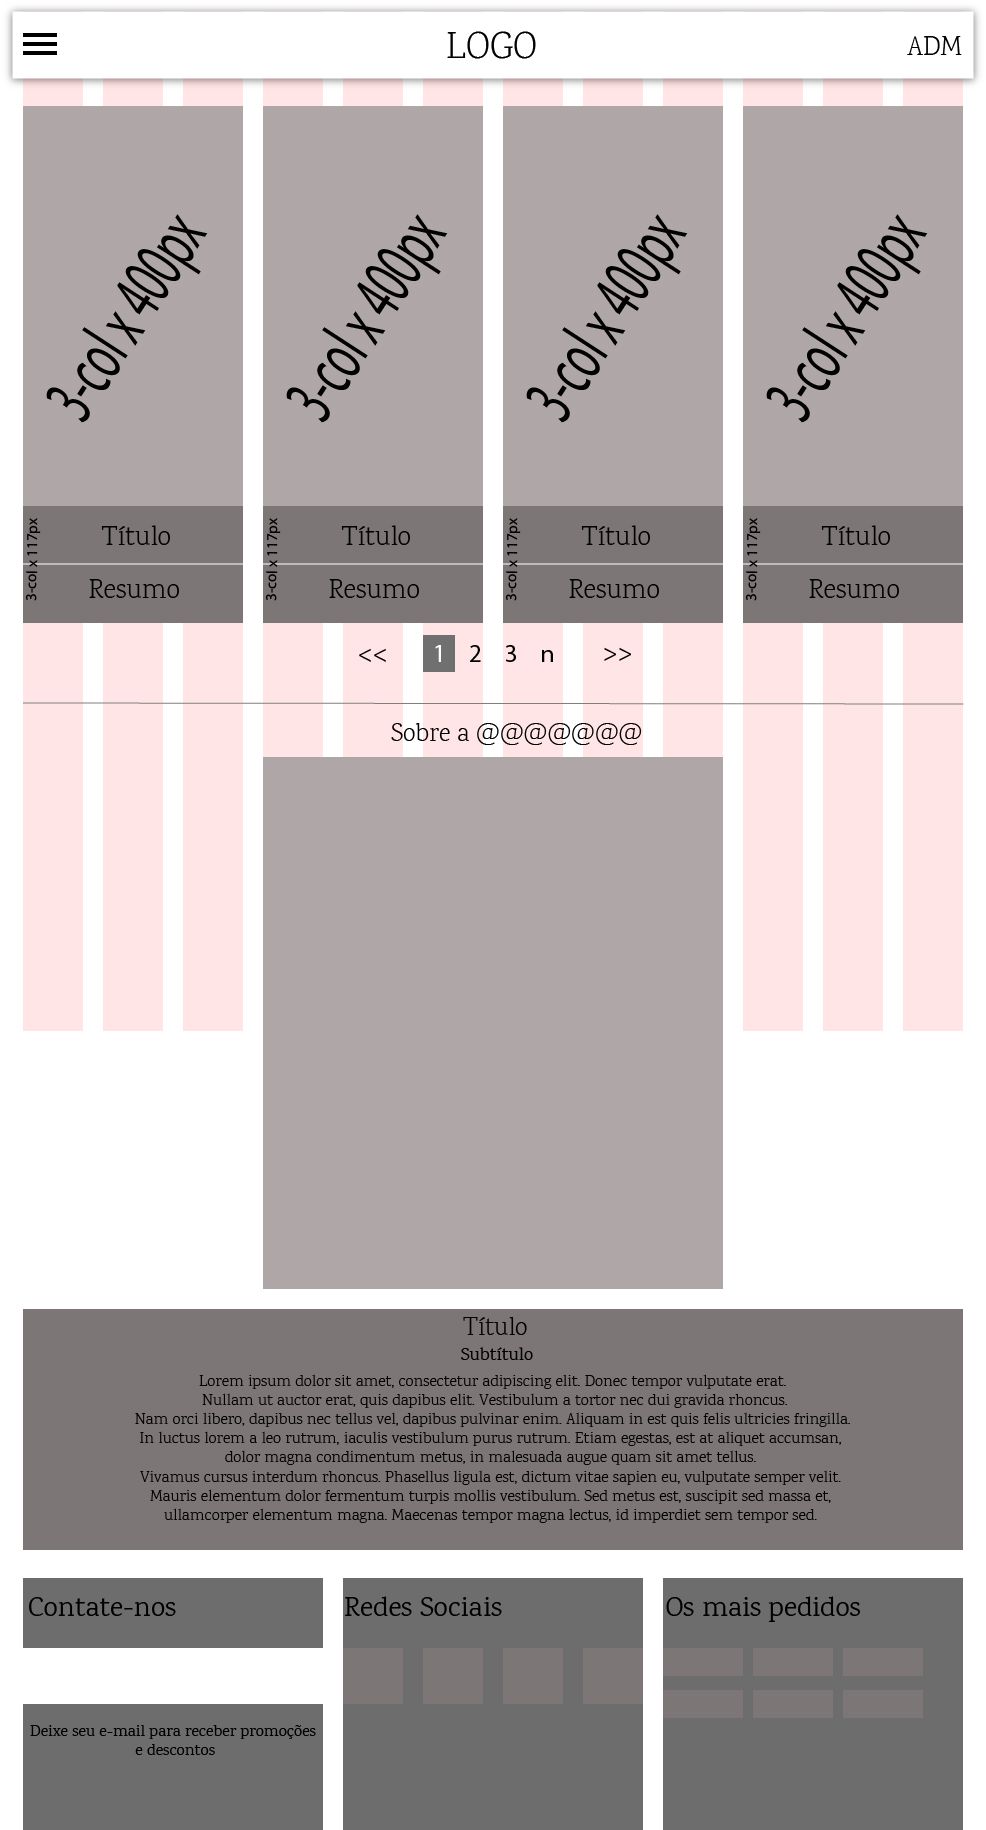 LOGO
ADM
3-col x 400px
3-col x 400px
3-col x 400px
3-col x 400px
3-col x 117px
Título
Resumo
3-col x 117px
Título
Resumo
3-col x 117px
Título
Resumo
3-col x 117px
Título
Resumo
<< 1 2 3 n >>
Sobre a @@@@@@@
Título
Subtítulo
Lorem ipsum dolor sit amet, consectetur adipiscing elit. Donec tempor vulputate erat.
Nullam ut auctor erat, quis dapibus elit. Vestibulum a tortor nec dui gravida rhoncus.
Nam orci libero, dapibus nec tellus vel, dapibus pulvinar enim. Aliquam in est quis felis ultricies fringilla.
In luctus lorem a leo rutrum, iaculis vestibulum purus rutrum. Etiam egestas, est at aliquet accumsan,
dolor magna condimentum metus, in malesuada augue quam sit amet tellus.
Vivamus cursus interdum rhoncus. Phasellus ligula est, dictum vitae sapien eu, vulputate semper velit.
Mauris elementum dolor fermentum turpis mollis vestibulum. Sed metus est, suscipit sed massa et,
ullamcorper elementum magna. Maecenas tempor magna lectus, id imperdiet sem tempor sed.
Contate-nos
Deixe seu e-mail para receber promoções
e descontos
Redes Sociais
Os mais pedidos